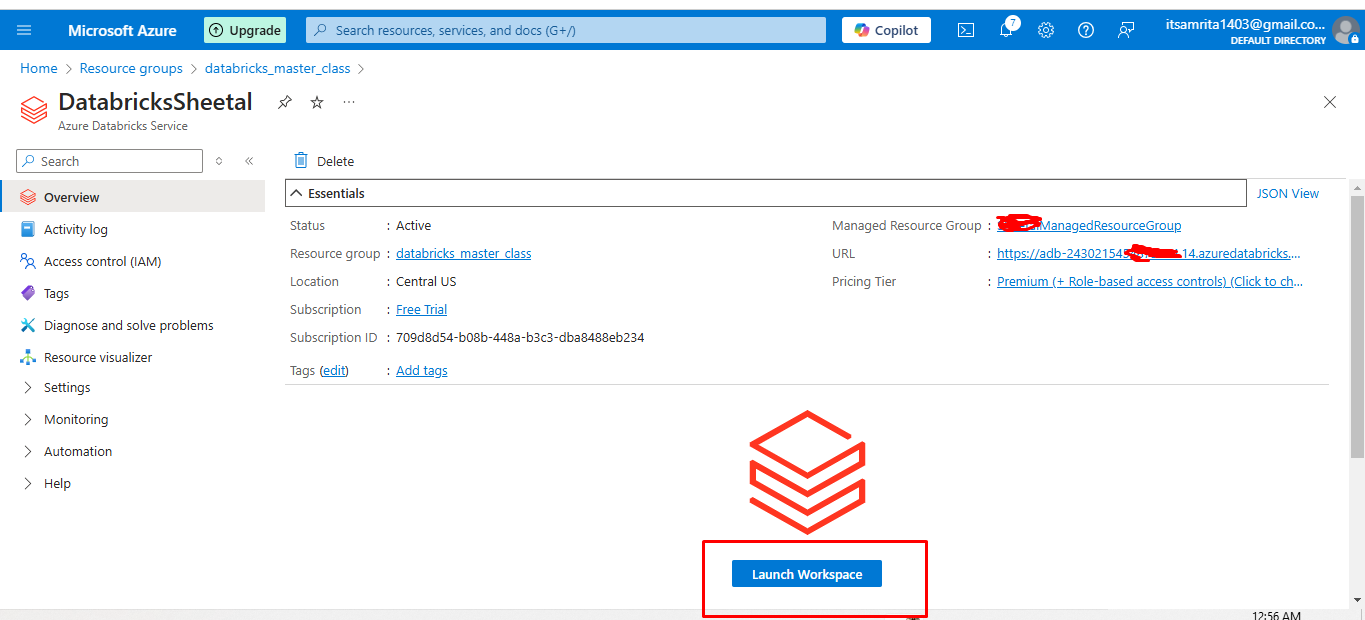 Microsoft Azure
Upgrade
Search resources, services, and docs (G+/)
Copilot
7
itsamrita1403@gmail.co...
DEFAULT DIRECTORY
Home > Resource groups > databricks_master_class >
DatabricksSheetal
...
Azure Databricks Service
Search
Delete
Overview
Activity log
Access control (IAM)
Tags
Diagnose and solve problems
Resource visualizer
Settings
Monitoring
Automation
Help
Essentials
JSON View
Status : Active
Resource group : databricks_master_class
Location : Central US
Subscription : Free Trial
Subscription ID : 709d8d54-b08b-448a-b3c3-dba8488eb234
Tags (edit) : Add tags
Managed Resource Group : ManagedResourceGroup
URL : https://adb-243021545 14.azuredatabricks....
Pricing Tier : Premium (+ Role-based access controls) (Click to ch...
Launch Workspace
12:56 AM